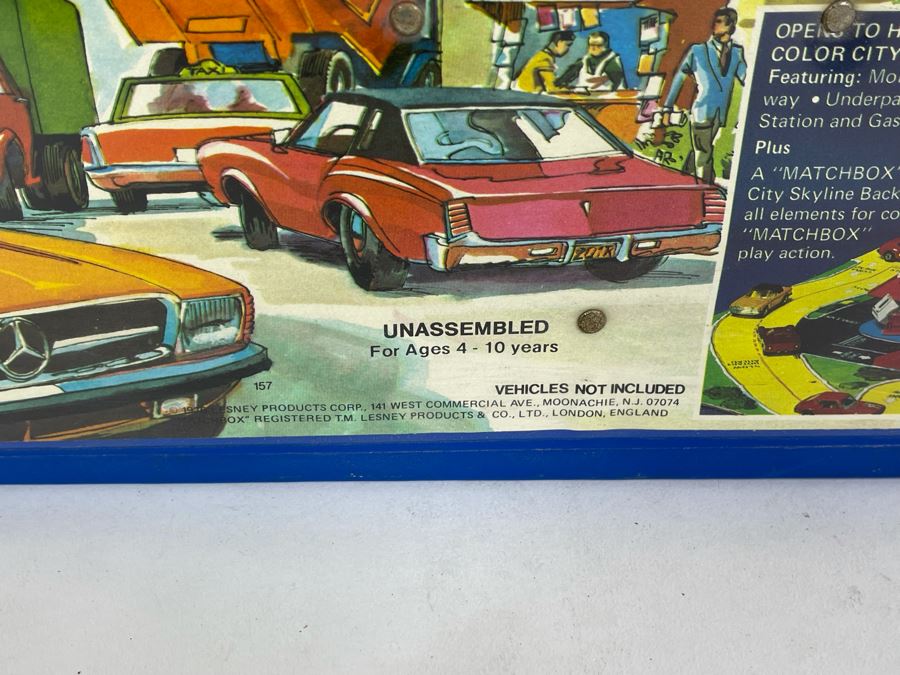 TO H
COLOR CITY
Featuring: Mo
way • Underpa
Station and Gas
Plus
A "MATCHBOX"
City Skyline Back
all elements for co
"MATCHBOX"
play action.
TAXI
UNASSEMBLED
For Ages 4 - 10 years
157
VEHICLES NOT INCLUDED
LESNEY PRODUCTS CORP., 141 WEST COMMERCIAL AVE., MOONACHIE, N.J. 07074
REGISTERED T.M. LESNEY PRODUCTS & CO., LTD., LONDON, ENGLAND